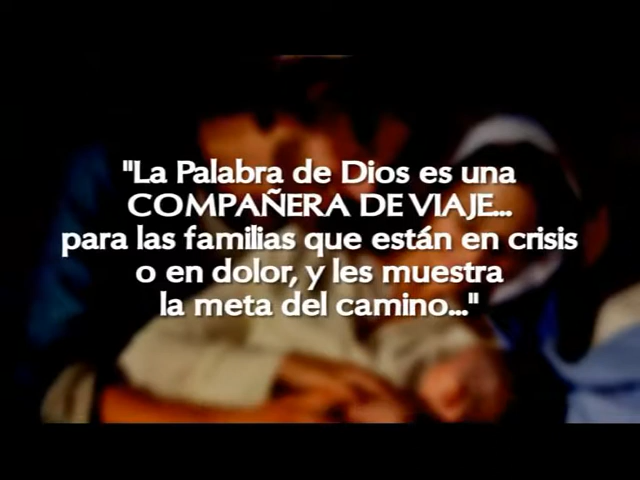 "La Palabra de Dios es una
COMPAÑERA DE VIAJE...
para las familias que están en crisis
o en dolor, y les muestra
la meta del camino..."